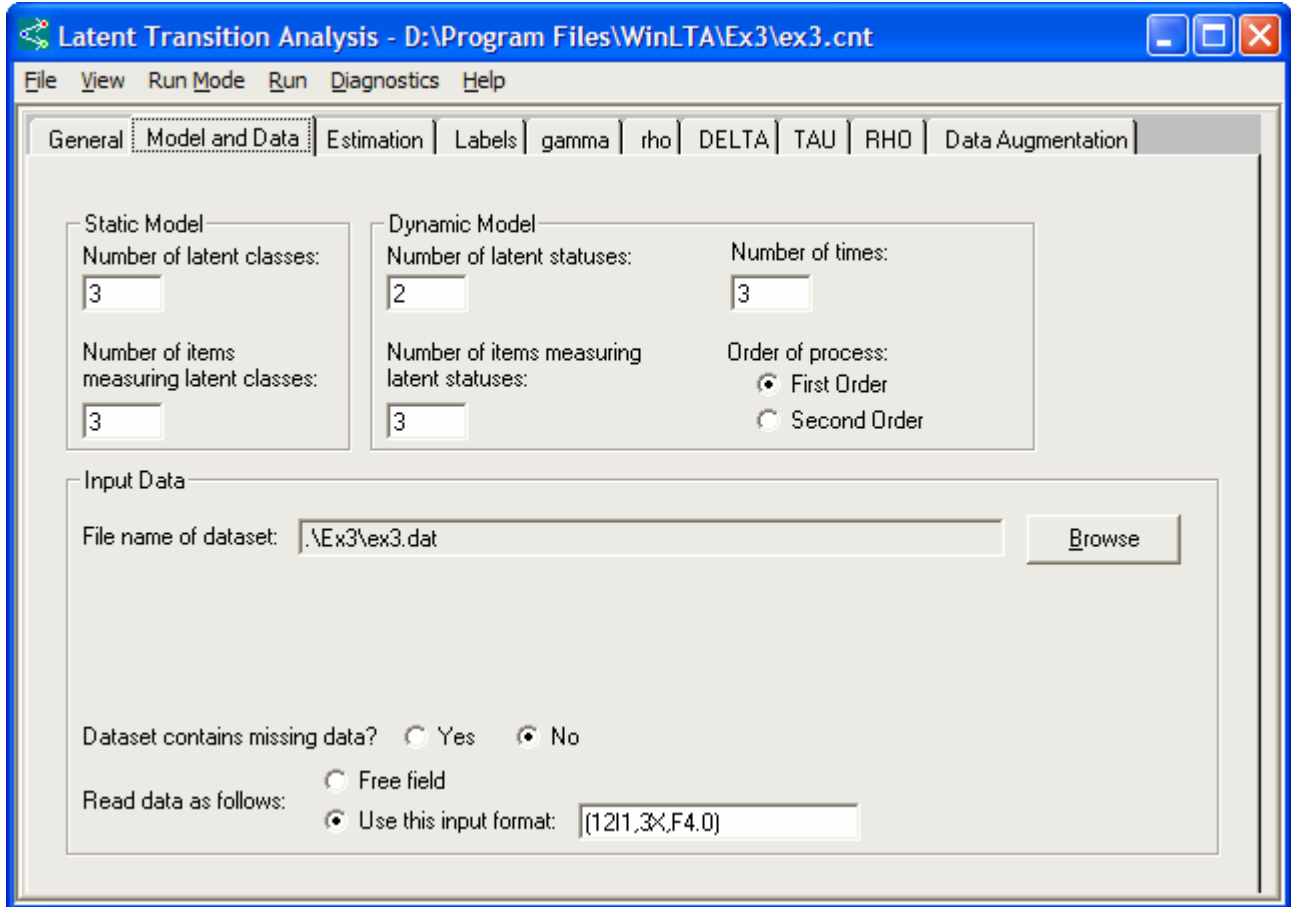 Latent Transition Analysis - D:\Program Files\WinLTA\Ex3\ex3.cnt
File View Run Mode Run Diagnostics Help
General Model and Data Estimation Labels gamma rho DELTA TAU RHO Data Augmentation
Static Model
Number of latent classes:
3
Number of items
measuring latent classes:
3
Dynamic Model
Number of latent statuses:
2
Number of times:
3
Number of items measuring
latent statuses:
3
Order of process:
First Order
Second Order
Input Data
File name of dataset: .\Ex3\ex3.dat Browse
Dataset contains missing data? Yes No
Read data as follows:
Free field
Use this input format: (12I1,3X,F4.0)